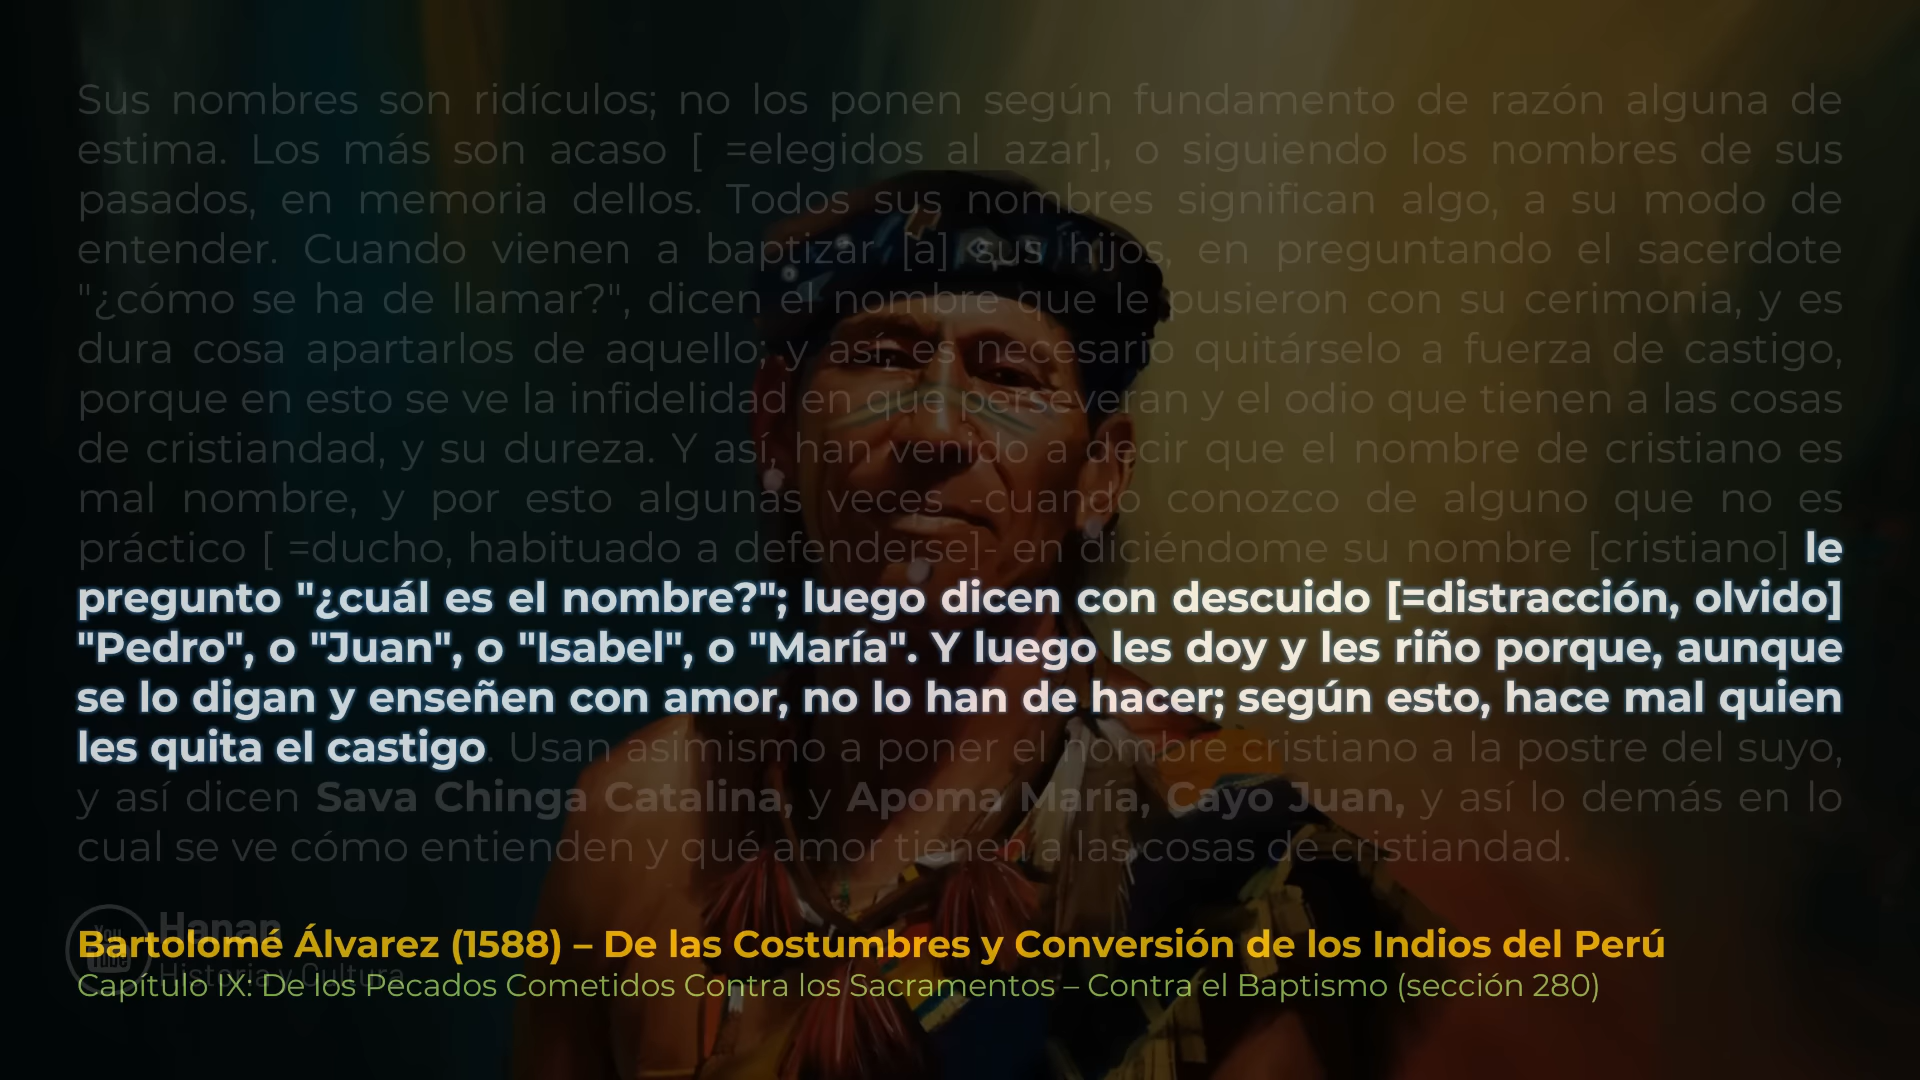 Sus nombres son ridículos; no los ponen según fundamento de razón alguna de
estima. Los más son acaso [ =elegidos al azar], o siguiendo los nombres de sus
pasados, en memoria dellos. Todos sus nombres significan algo, a su modo de
entender. Cuando vienen a baptizar [a] sus hijos, en preguntando el sacerdote
"¿cómo se ha de llamar?", dicen el nombre que le pusieron con su cerimonia, y es
dura cosa apartarlos de aquello; y así es necesario quitárselo a fuerza de castigo,
porque en esto se ve la infidelidad en que perseveran y el odio que tienen a las cosas
de cristiandad, y su dureza. Y así, han venido a decir que el nombre de cristiano es
mal nombre, y por esto algunas veces -cuando conozco de alguno que no es
práctico [ =ducho, habituado a defenderse]- en diciéndome su nombre [cristiano] le
pregunto "¿cuál es el nombre?"; luego dicen con descuido [=distracción, olvido]
"Pedro", o "Juan", o "Isabel", o "María". Y luego les doy y les riño porque, aunque
se lo digan y enseñen con amor, no lo han de hacer; según esto, hace mal quien
les quita el castigo. Usan asimismo a poner el nombre cristiano a la postre del suyo,
y así dicen Sava Chinga Catalina, y Apoma María, Cayo Juan, y así lo demás en lo
cual se ve cómo entienden y qué amor tienen a las cosas de cristiandad.
You Tube
Hanan
Historia y Cultura
Bartolomé Álvarez (1588) – De las Costumbres y Conversión de los Indios del Perú
Capítulo IX: De los Pecados Cometidos Contra los Sacramentos – Contra el Baptismo (sección 280)